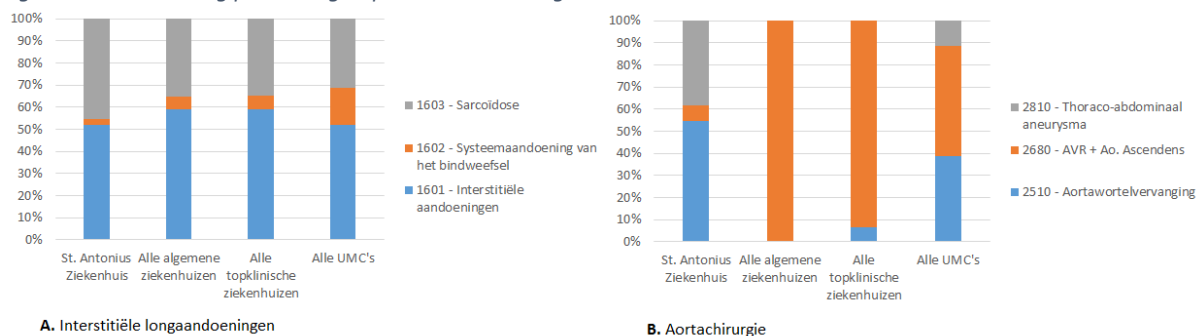 100%
90%
80%
70%
60%
50%
40%
30%
20%
10%
0%
St. Antonius
Ziekenhuis
Alle algemene
ziekenhuizen
Alle
topklinische
ziekenhuizen
Alle UMC's
1603 - Sarcoïdose
1602 - Systeemaandoening van
het bindweefsel
1601 - Interstitiële
aandoeningen
A. Interstitiële longaandoeningen
100%
90%
80%
70%
60%
50%
40%
30%
20%
10%
0%
St. Antonius
Ziekenhuis
Alle algemene
ziekenhuizen
Alle
topklinische
ziekenhuizen
Alle UMC's
2810 - Thoraco-abdominaal
aneurysma
2680 - AVR + Ao. Ascendens
2510 - Aortawortelvervanging
B. Aortachirurgie